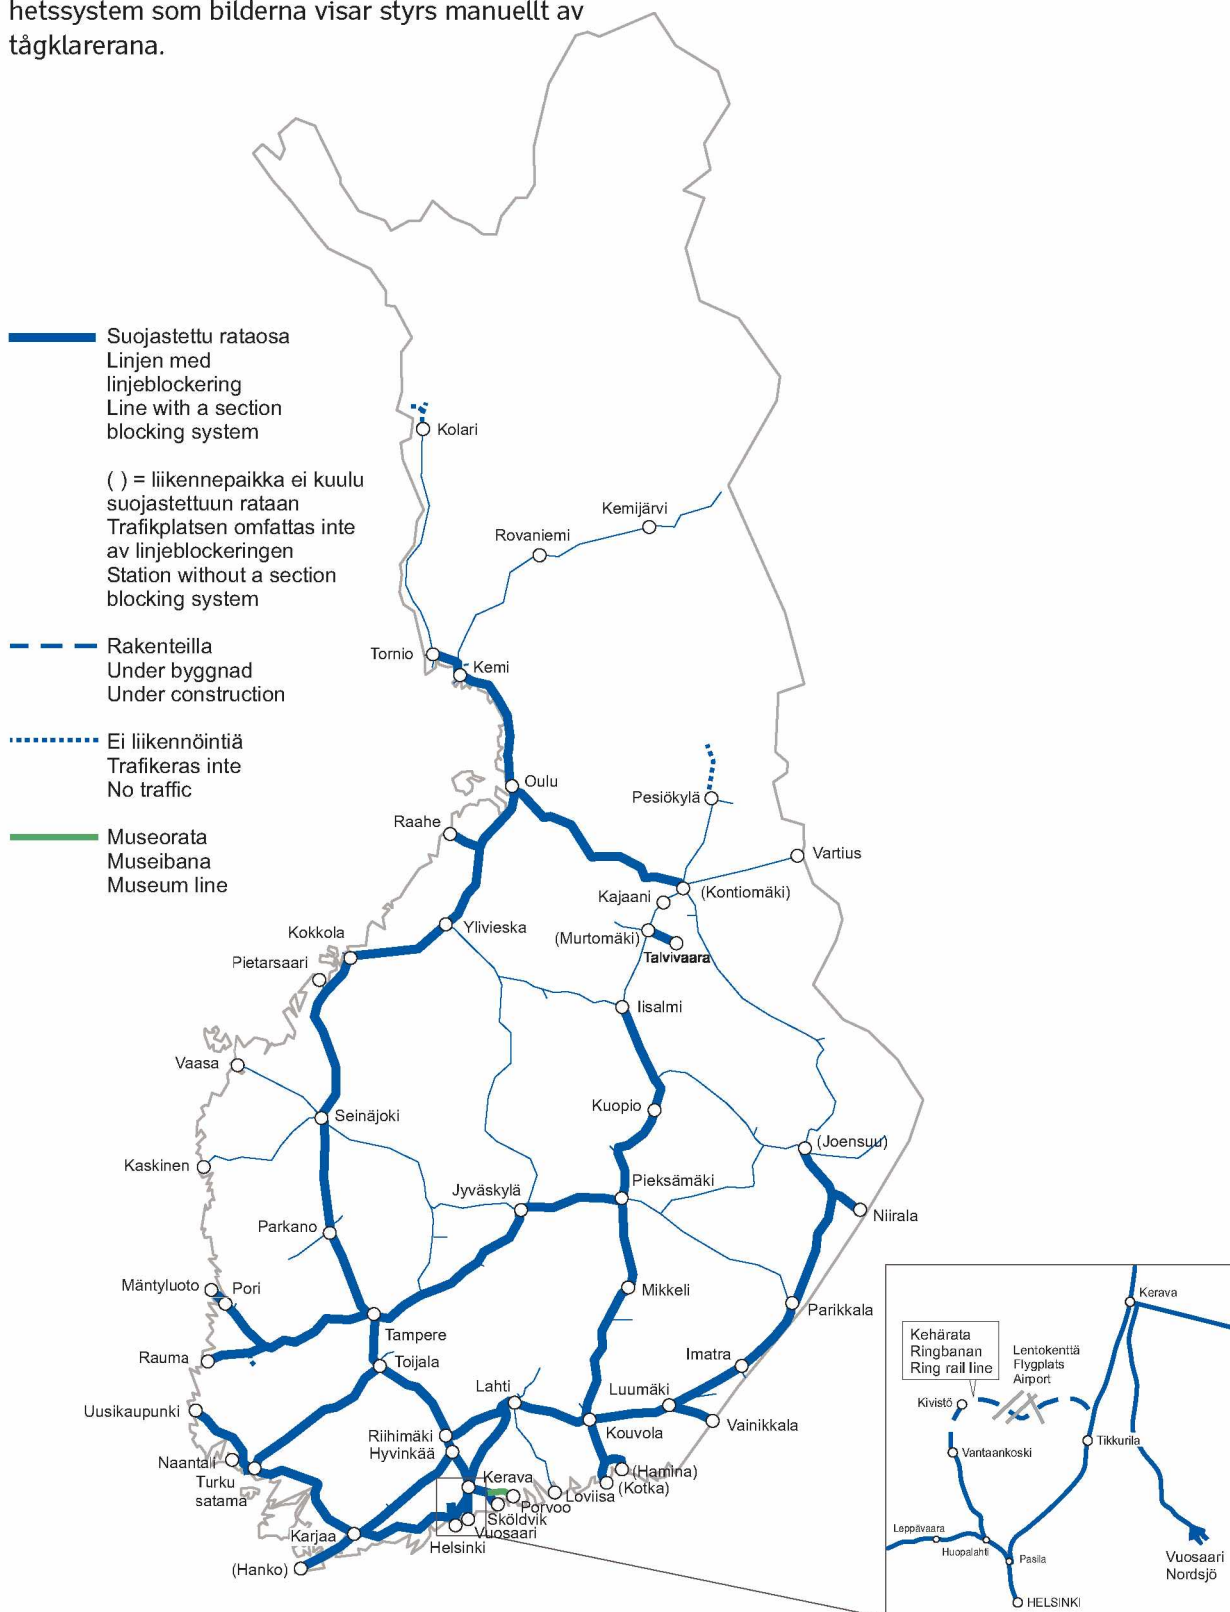 hetssystem som bilderna visar styrs manuellt av
tågklarerana.
Suojastettu rataosa
Linjen med
linjeblockering
Line with a section
blocking system
( ) = liikennepaikka ei kuulu
suojastettuun rataan
Trafikplatsen omfattas inte
av linjeblockeringen
Station without a section
blocking system
Rakenteilla
Under byggnad
Under construction
Ei liikennöintiä
Trafikeras inte
No traffic
Museorata
Museibana
Museum line
Kolari
Kemijärvi
Rovaniemi
Tornio
Kemi
Oulu
Pesiökylä
Raahe
Vartius
(Kontiomäki)
Kajaani
Ylivieska
Kokkola
(Murtomäki)
Talvivaara
Pietarsaari
Iisalmi
Vaasa
Kuopio
Seinäjoki
(Joensuu)
Kaskinen
Pieksämäki
Jyväskylä
Niirala
Parkano
Mäntyluoto
Pori
Mikkeli
Parikkala
Tampere
Rauma
Toijala
Imatra
Lahti
Luumäki
Uusikaupunki
Vainikkala
Riihimäki
Kouvola
Hyvinkää
Naantali
Turku
satama
Kerava
(Hamina)
(Kotka)
Loviisa
Porvoo
Sköldvik
Vuosaari
Karjaa
Helsinki
(Hanko)
Kerava
Kehärata
Ringbanan
Ring rail line
Lentokenttä
Flygplats
Airport
Kivistö
Tikkurila
Vantaankoski
Leppävaara
Huopalahti
Pasila
Vuosaari
Nordsjö
HELSINKI